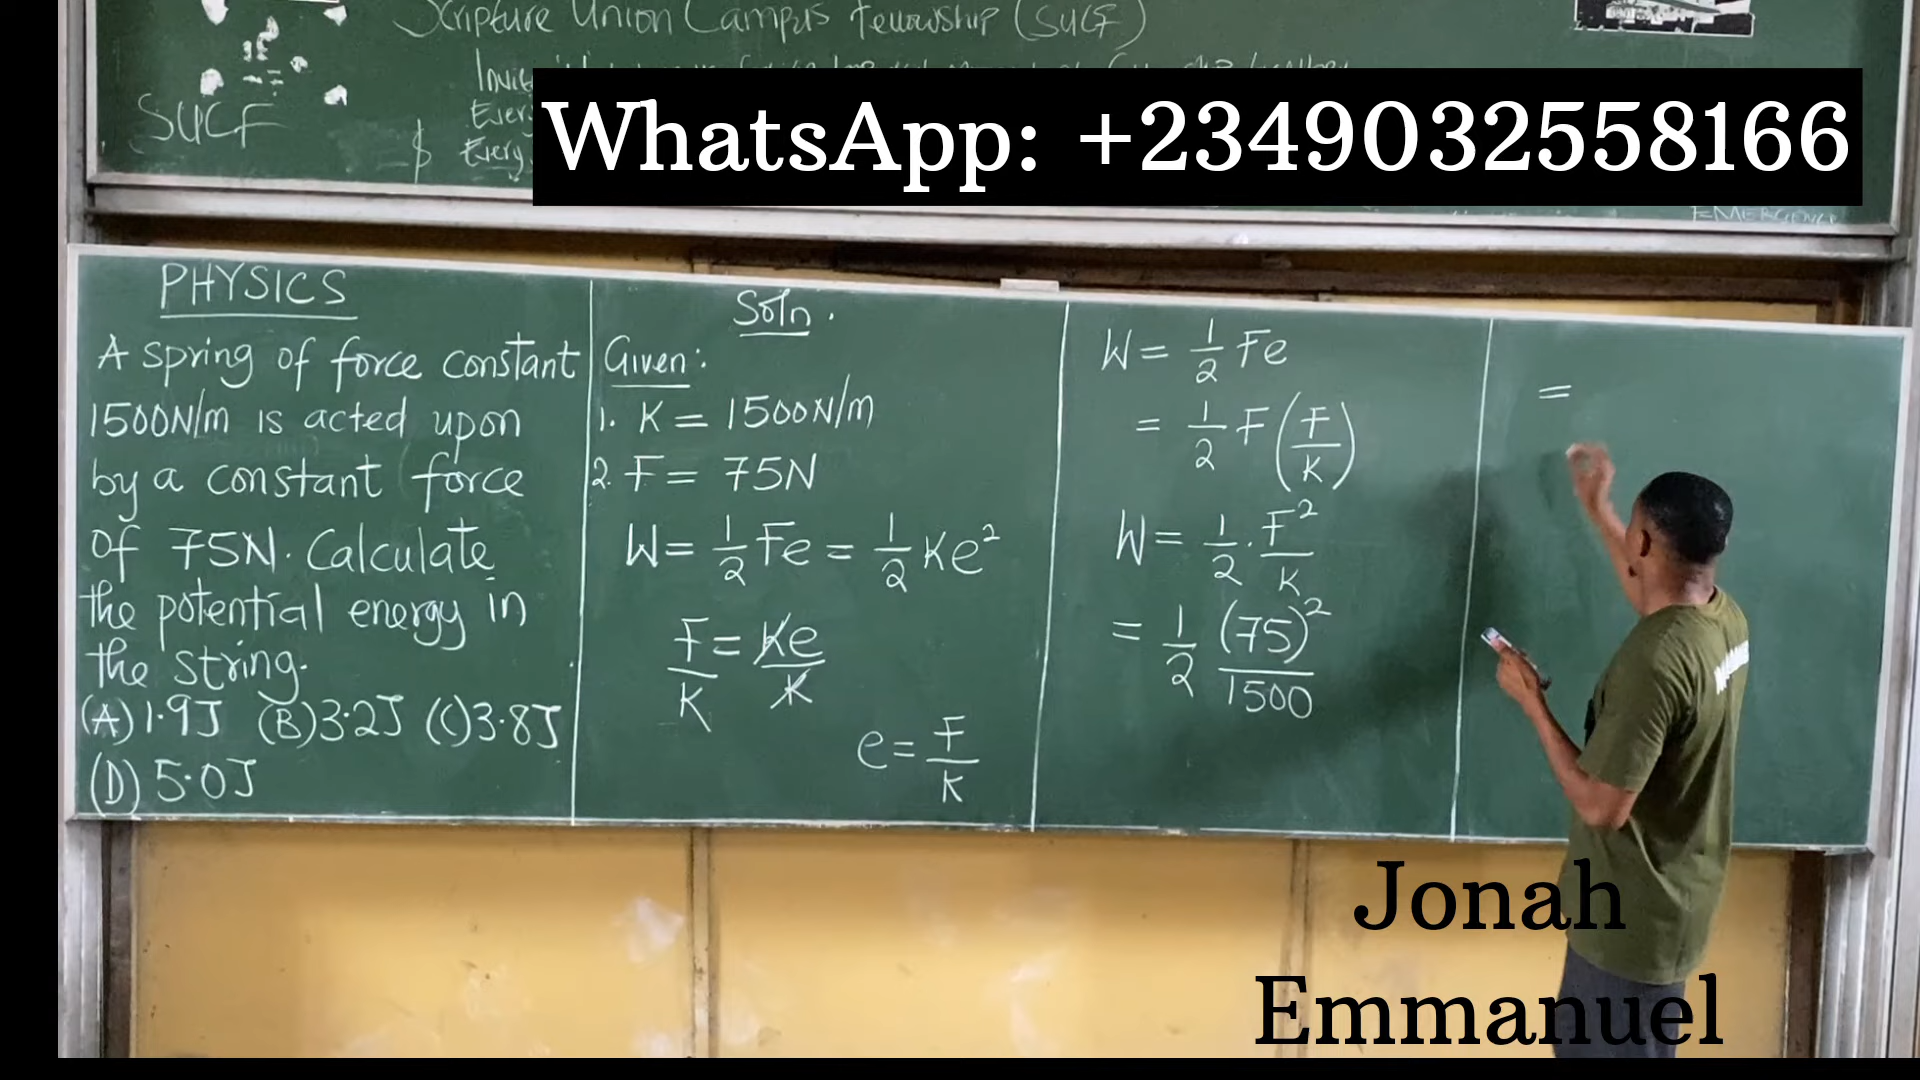 Scripture Union Campus Fellowship (SUCF)
SUCF
Every
$ Every
WhatsApp: +2349032558166
EMERGENCE
PHYSICS
A spring of force constant
1500N/m is acted upon
by a constant force
of 75N. Calculate
the potential energy in
the string.
(A) 1.9J (B) 3.2J (C) 3.8J
(D) 5.0J
Soln.
Given:
1. K = 1500N/m
2. F = 75N
W = 1/2 Fe = 1/2 Ke²
F/K = Ke/K
e = F/K
W = 1/2 Fe
= 1/2 F (F/K)
W = 1/2 . F²/K
= 1/2 (75)²/1500
=
Jonah
Emmanuel